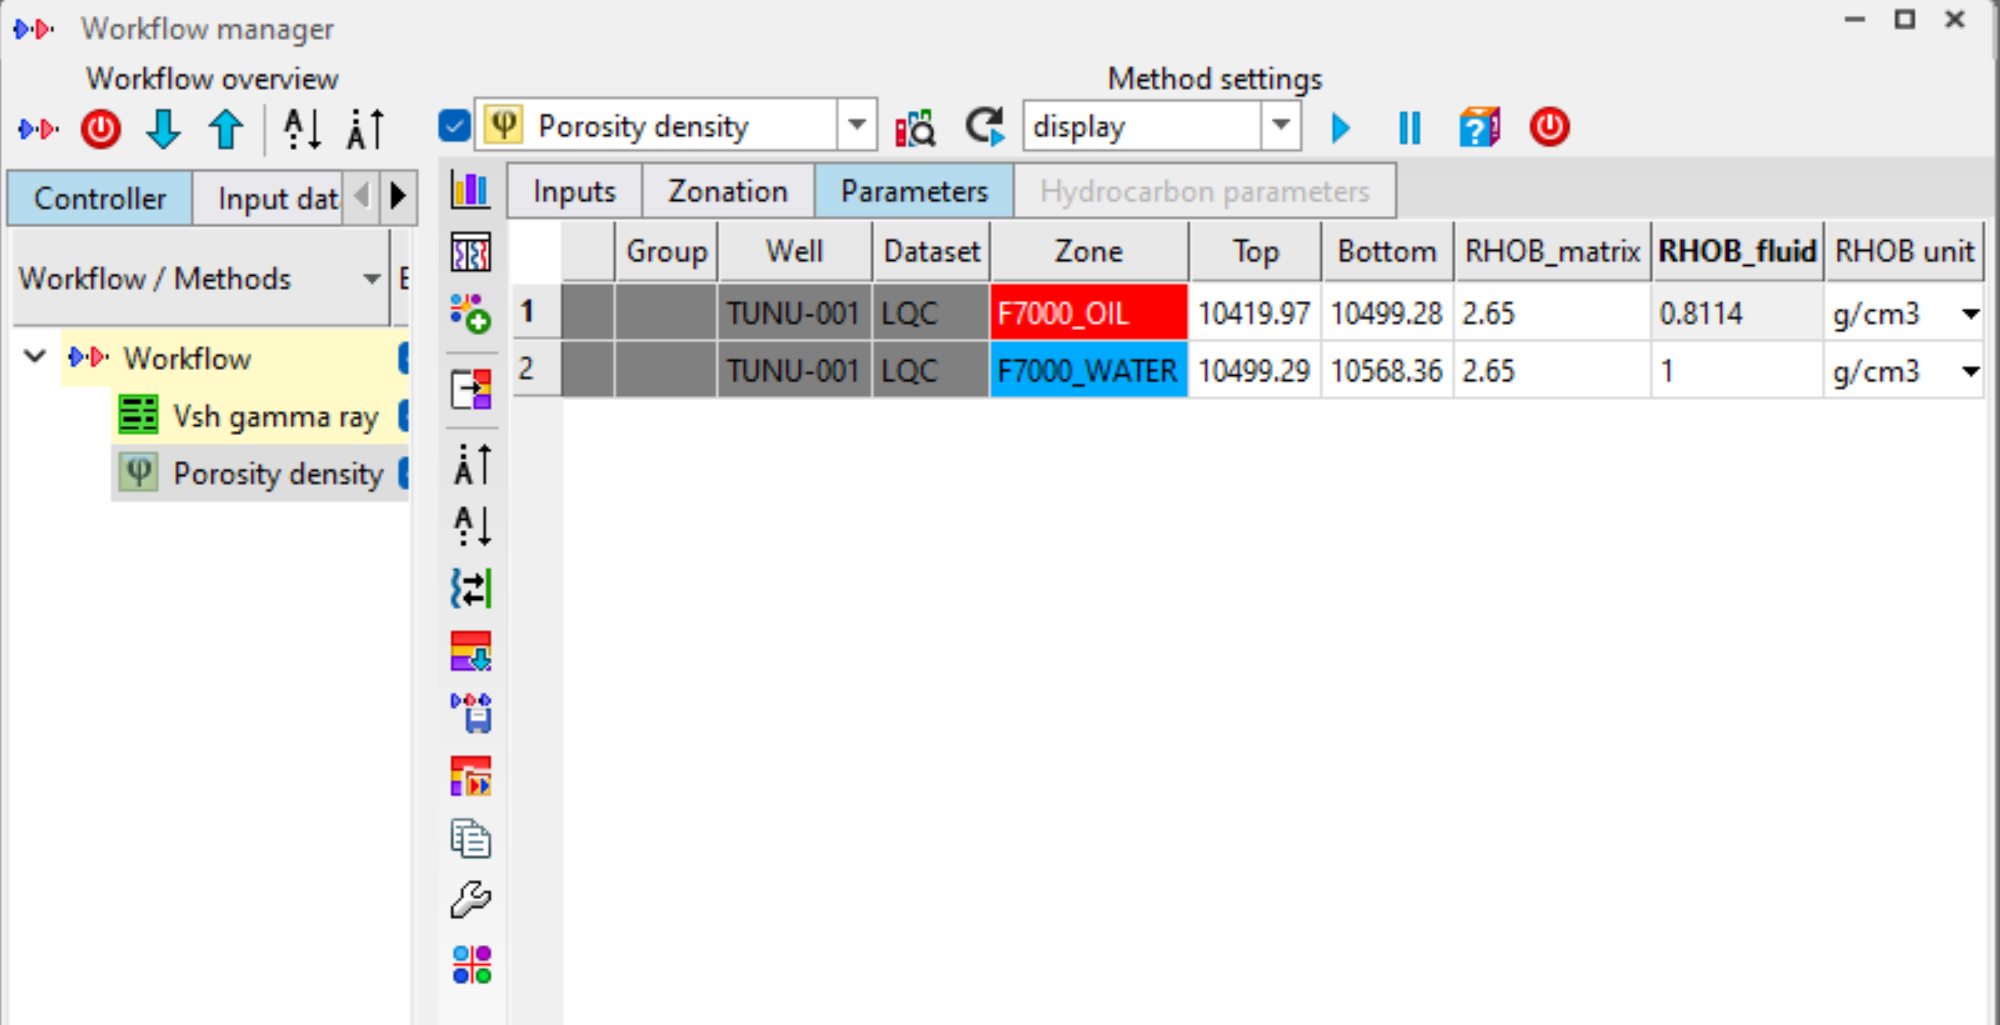 Workflow manager
Workflow overview
Method settings
Porosity density
display
Controller
Input dat
Inputs
Zonation
Parameters
Hydrocarbon parameters
Workflow / Methods
E
Workflow
Vsh gamma ray
Porosity density
Group Well Dataset Zone Top Bottom RHOB_matrix RHOB_fluid RHOB unit
1 TUNU-001 LQC F7000_OIL 10419.97 10499.28 2.65 0.8114 g/cm3
2 TUNU-001 LQC F7000_WATER 10499.29 10568.36 2.65 1 g/cm3